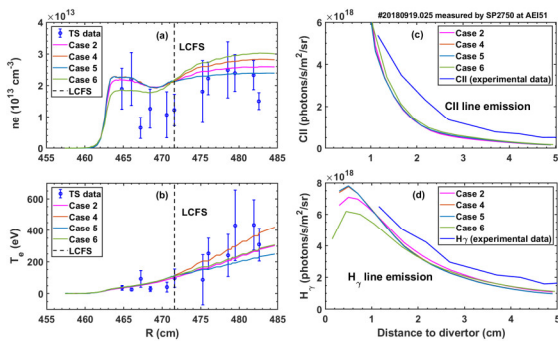 #20180919.025 measured by SP2750 at AEI51
×10^13
3
2
1
0
ne (10^13 cm^-3)
455 460 465 470 475 480 485
(a)
LCFS
TS data
Case 2
Case 4
Case 5
Case 6
LCFS
×10^18
6
4
2
0
CII (photons/s/m^2/sr)
0 1 2 3 4 5
(c)
Case 2
Case 4
Case 5
Case 6
CII (experimental data)
CII line emission
600
400
200
0
T_e (eV)
455 460 465 470 475 480 485
R (cm)
(b)
LCFS
TS data
Case 2
Case 4
Case 5
Case 6
LCFS
×10^18
8
6
4
2
0
H_γ (photons/s/m^2/sr)
0 1 2 3 4 5
Distance to divertor (cm)
(d)
Case 2
Case 4
Case 5
Case 6
Hγ (experimental data)
H_γ line emission